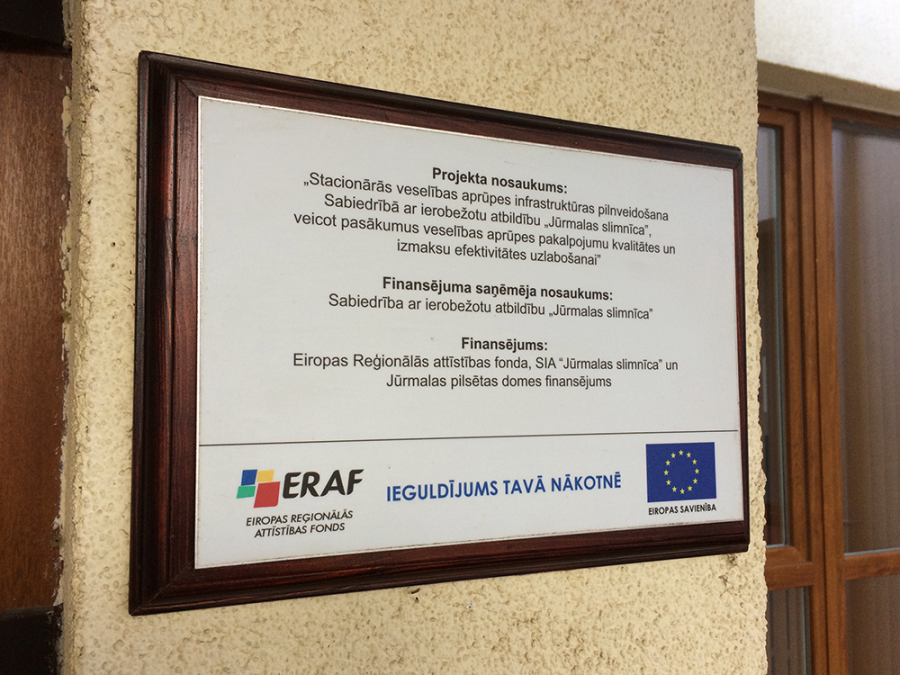 Projekta nosaukums:
„Stacionārās veselības aprūpes infrastruktūras pilnveidošana
Sabiedrībā ar ierobežotu atbildību „Jūrmalas slimnīca”,
veicot pasākumus veselības aprūpes pakalpojumu kvalitātes un
izmaksu efektivitātes uzlabošanai”
Finansējuma saņēmēja nosaukums:
Sabiedrība ar ierobežotu atbildību „Jūrmalas slimnīca”
Finansējums:
Eiropas Reģionālās attīstības fonda, SIA “Jūrmalas slimnīca” un
Jūrmalas pilsētas domes finansējums
ERAF
EIROPAS REĢIONĀLĀS
ATTĪSTĪBAS FONDS
IEGULDĪJUMS TAVĀ NĀKOTNĒ
EIROPAS SAVIENĪBA